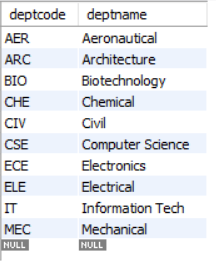 deptcode deptname
AER Aeronautical
ARC Architecture
BIO Biotechnology
CHE Chemical
CIV Civil
CSE Computer Science
ECE Electronics
ELE Electrical
IT Information Tech
MEC Mechanical
NULL NULL